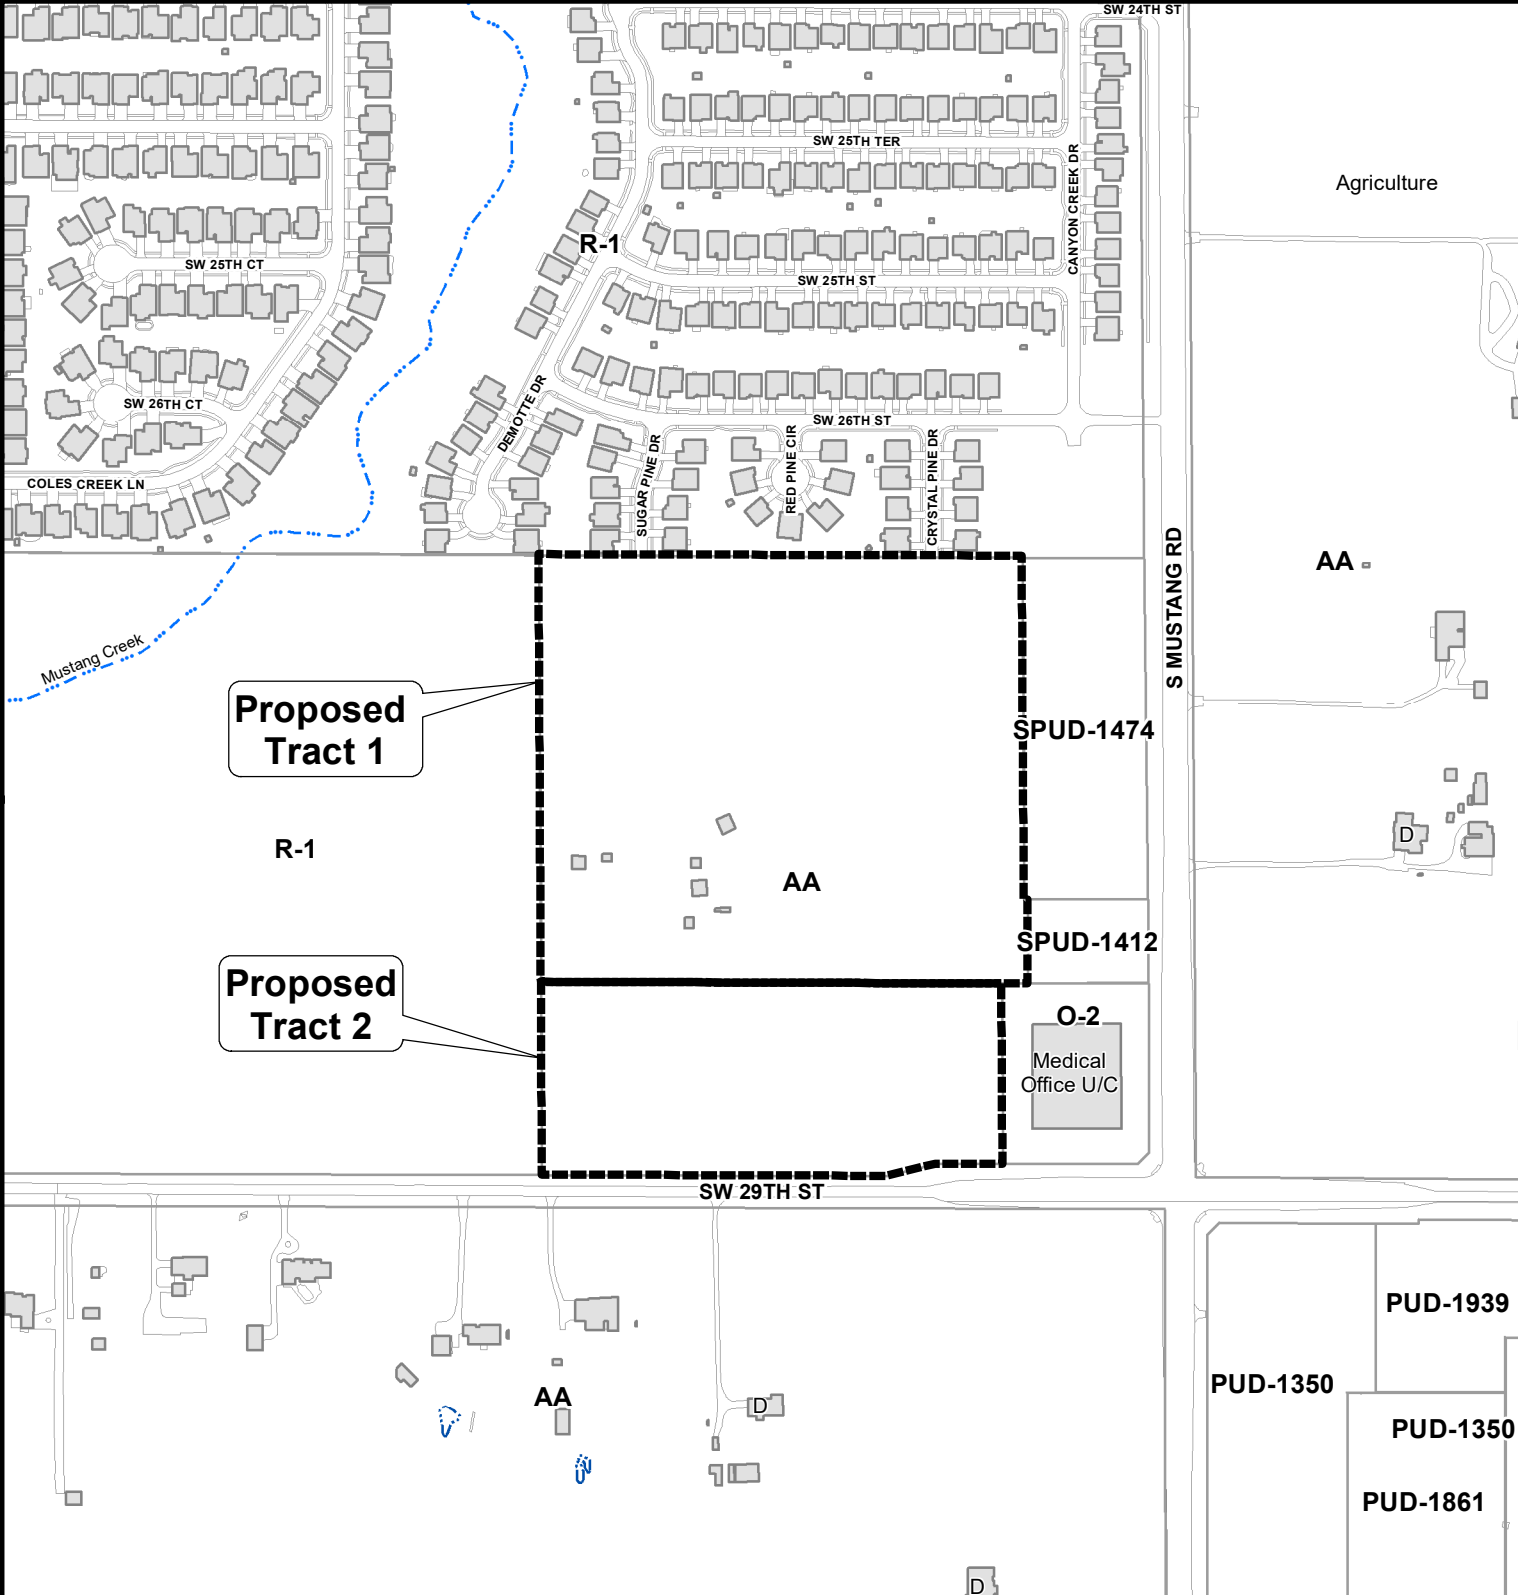 SW 24TH ST
SW 25TH TER
CANYON CREEK DR
Agriculture
R-1
SW 25TH CT
SW 25TH ST
DEMOTTE DR
SW 26TH CT
SW 26TH ST
SUGAR PINE DR
RED PINE CIR
CRYSTAL PINE DR
COLES CREEK LN
S MUSTANG RD
AA
Mustang Creek
Proposed
Tract 1
SPUD-1474
D
R-1
AA
SPUD-1412
Proposed
Tract 2
O-2
Medical
Office U/C
SW 29TH ST
PUD-1939
PUD-1350
AA
D
PUD-1350
PUD-1861
D